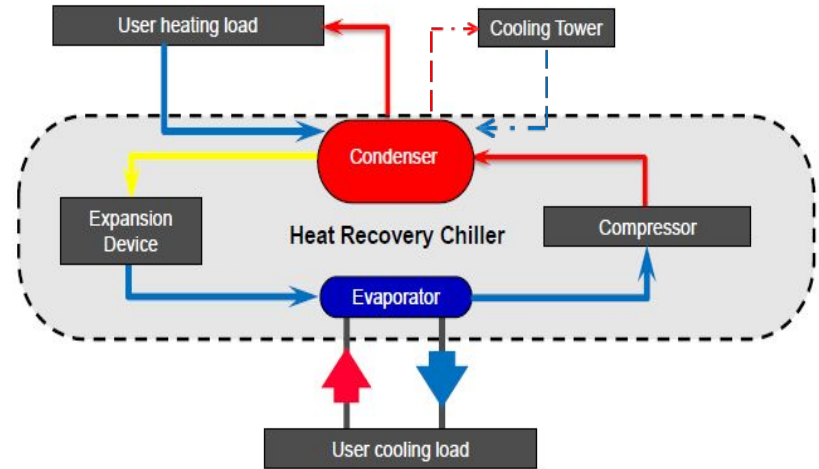 User heating load
Cooling Tower
Condenser
Expansion
Device
Heat Recovery Chiller
Compressor
Evaporator
User cooling load